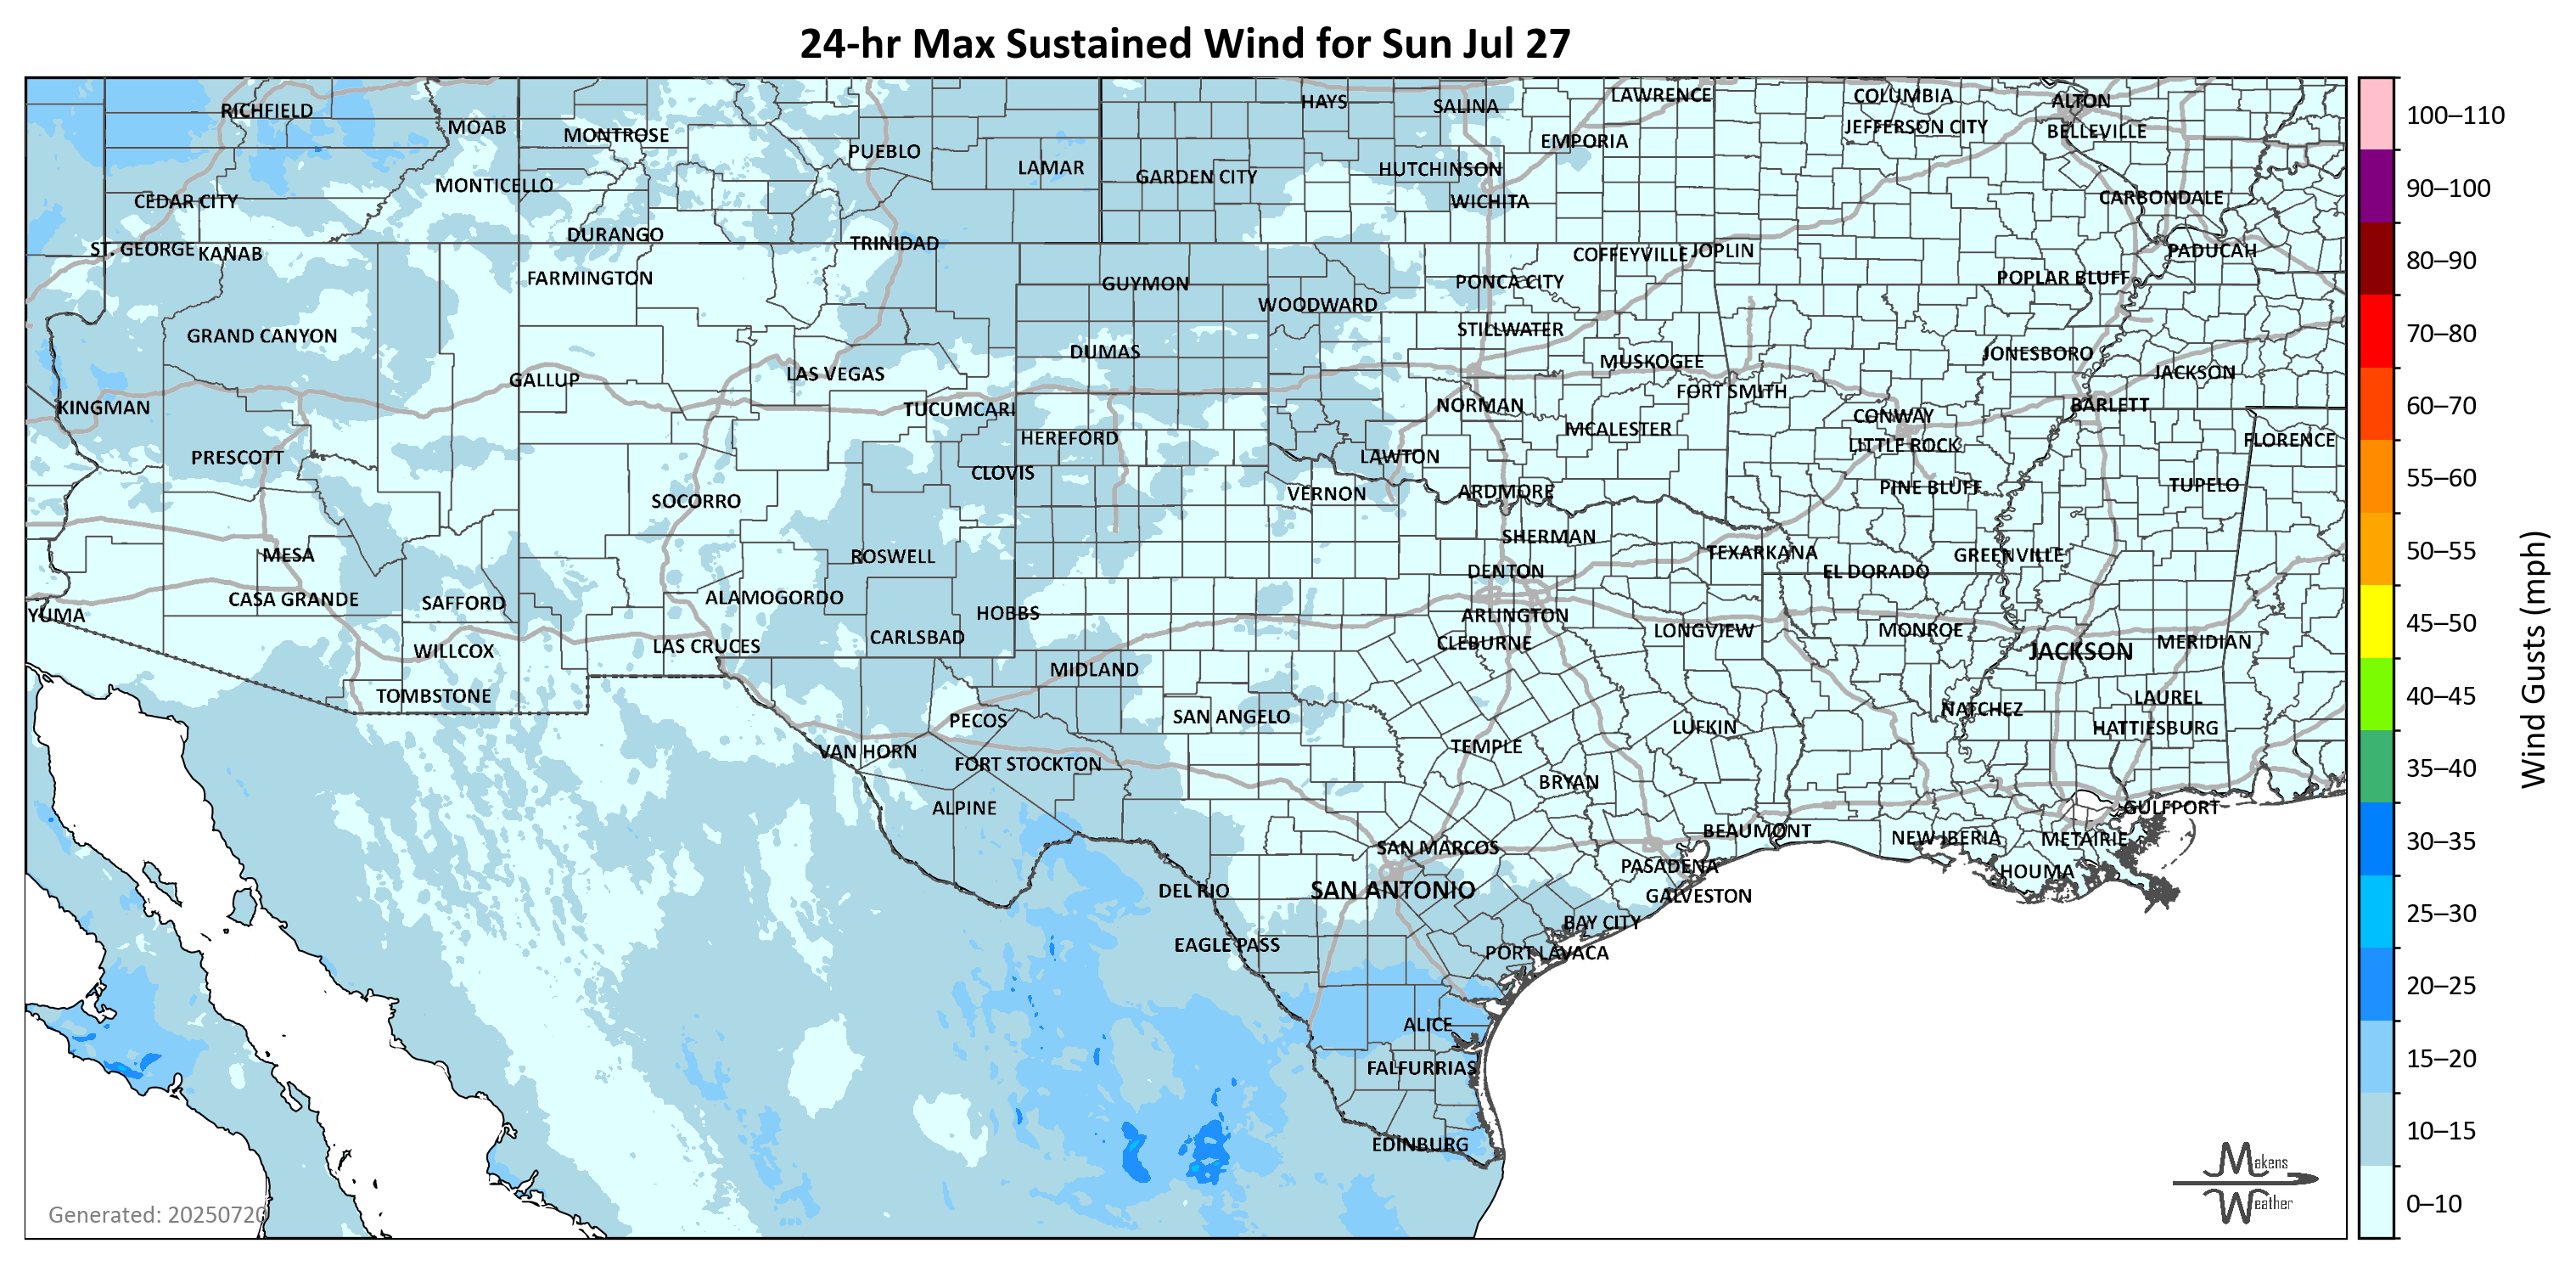 24-hr Max Sustained Wind for Sun Jul 27
RICHFIELD
MOAB
MONTROSE
PUEBLO
LAMAR
HAYS
SALINA
LAWRENCE
EMPORIA
COLUMBIA
JEFFERSON CITY
ALTON
BELLEVILLE
MONTICELLO
CEDAR CITY
GARDEN CITY
HUTCHINSON
WICHITA
CARBONDALE
ST. GEORGE
KANAB
DURANGO
TRINIDAD
COFFEYVILLE
JOPLIN
PADUCAH
FARMINGTON
GUYMON
PONCA CITY
POPLAR BLUFF
WOODWARD
GRAND CANYON
STILLWATER
DUMAS
MUSKOGEE
JONESBORO
GALLUP
LAS VEGAS
FORT SMITH
JACKSON
KINGMAN
TUCUMCARI
NORMAN
CONWAY
BARLETT
HEREFORD
MCALESTER
LITTLE ROCK
FLORENCE
PRESCOTT
CLOVIS
LAWTON
SOCORRO
VERNON
ARDMORE
PINE BLUFF
TUPELO
MESA
ROSWELL
SHERMAN
TEXARKANA
GREENVILLE
DENTON
EL DORADO
CASA GRANDE
SAFFORD
ALAMOGORDO
HOBBS
ARLINGTON
YUMA
WILLCOX
LAS CRUCES
CARLSBAD
CLEBURNE
LONGVIEW
MONROE
JACKSON
MERIDIAN
MIDLAND
TOMBSTONE
PECOS
SAN ANGELO
LUFKIN
NATCHEZ
LAUREL
HATTIESBURG
VAN HORN
FORT STOCKTON
TEMPLE
BRYAN
ALPINE
GULFPORT
SAN MARCOS
BEAUMONT
NEW IBERIA
METAIRIE
PASADENA
HOUMA
DEL RIO
SAN ANTONIO
GALVESTON
BAY CITY
EAGLE PASS
PORT LAVACA
ALICE
FALFURRIAS
EDINBURG
Generated: 20250720
Makens
Weather
100–110
90–100
80–90
70–80
60–70
55–60
50–55
45–50
40–45
35–40
30–35
25–30
20–25
15–20
10–15
0–10
Wind Gusts (mph)